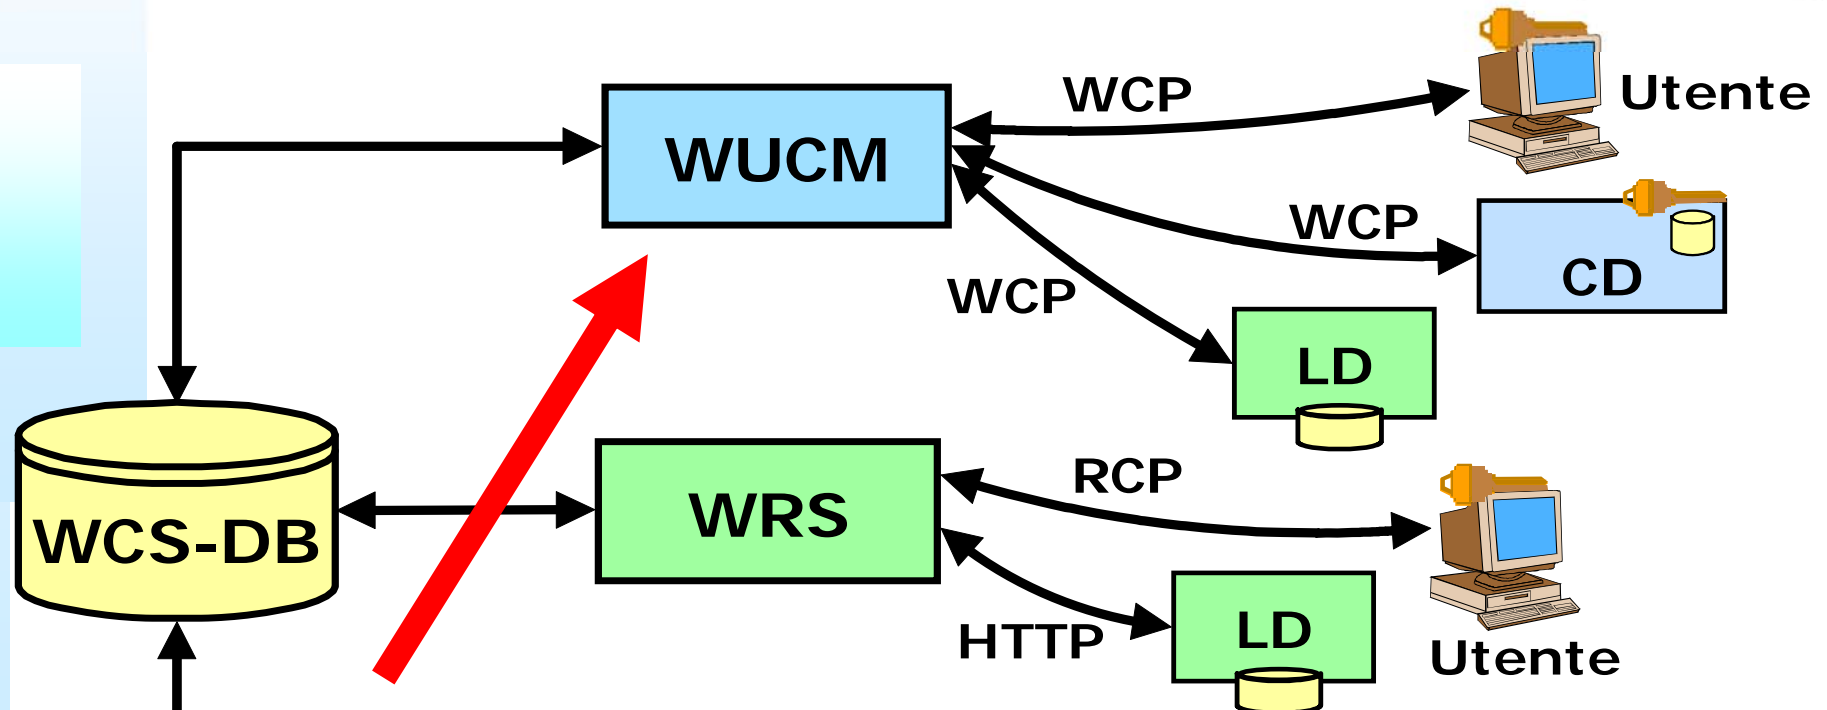 WCP
Utente
WUCM
WCP
CD
WCP
LD
WCS-DB
WRS
RCP
HTTP
LD
Utente